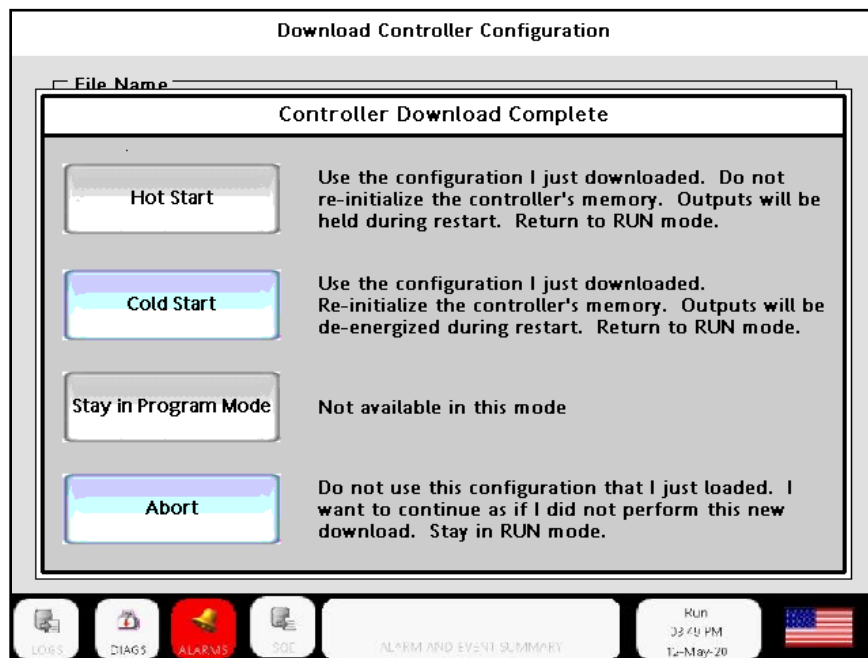 Download Controller Configuration
File Name
Controller Download Complete
Hot Start
Use the configuration I just downloaded. Do not
re-initialize the controller's memory. Outputs will be
held during restart. Return to RUN mode.
Cold Start
Use the configuration I just downloaded.
Re-initialize the controller's memory. Outputs will be
de-energized during restart. Return to RUN mode.
Stay in Program Mode
Not available in this mode
Abort
Do not use this configuration that I just loaded. I
want to continue as if I did not perform this new
download. Stay in RUN mode.
LOGS
DIAGS
ALARMS
SOE
ALARM AND EVENT SUMMARY
Run
03:49 PM
12-May-20